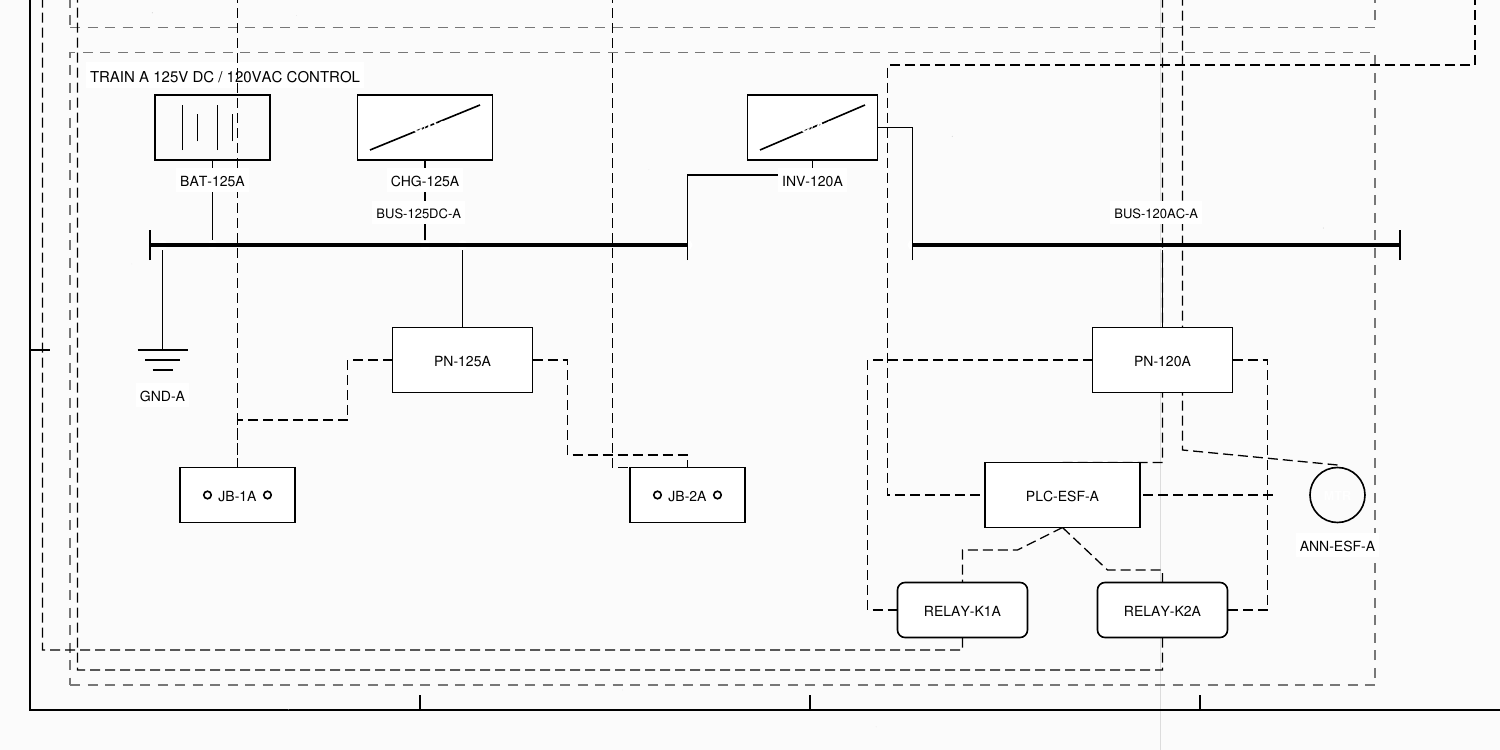 TRAIN A 125V DC / 120VAC CONTROL
BAT-125A
CHG-125A
INV-120A
BUS-125DC-A
BUS-120AC-A
PN-125A
PN-120A
GND-A
JB-1A
JB-2A
PLC-ESF-A
ANN-ESF-A
RELAY-K1A
RELAY-K2A